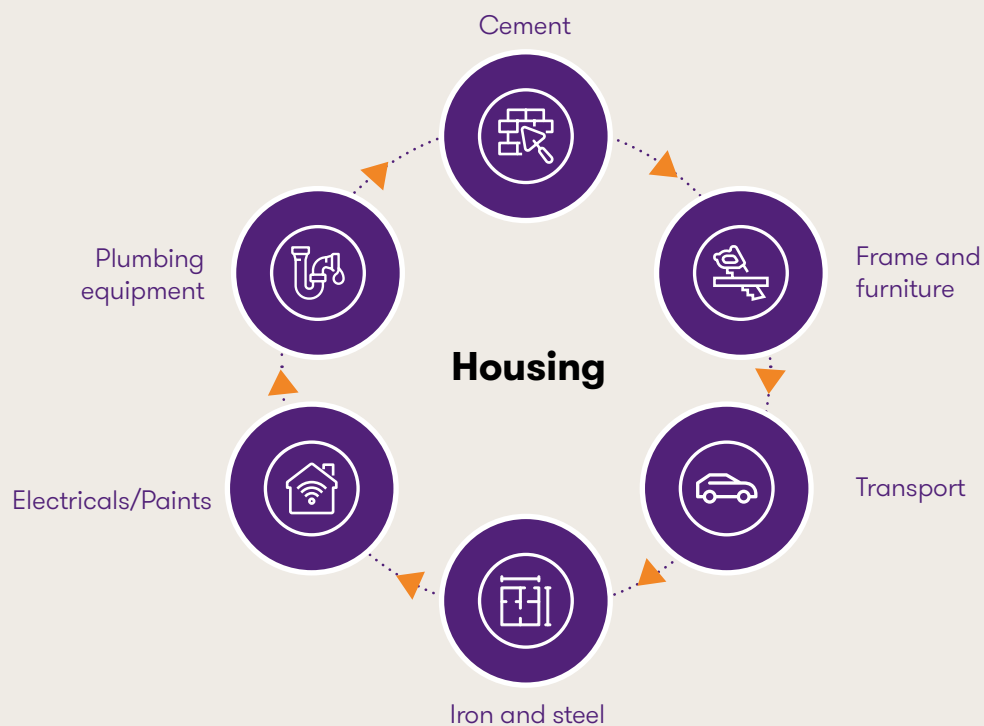 Cement
Plumbing
equipment
Frame and
furniture
Housing
Electricals/Paints
Transport
Iron and steel